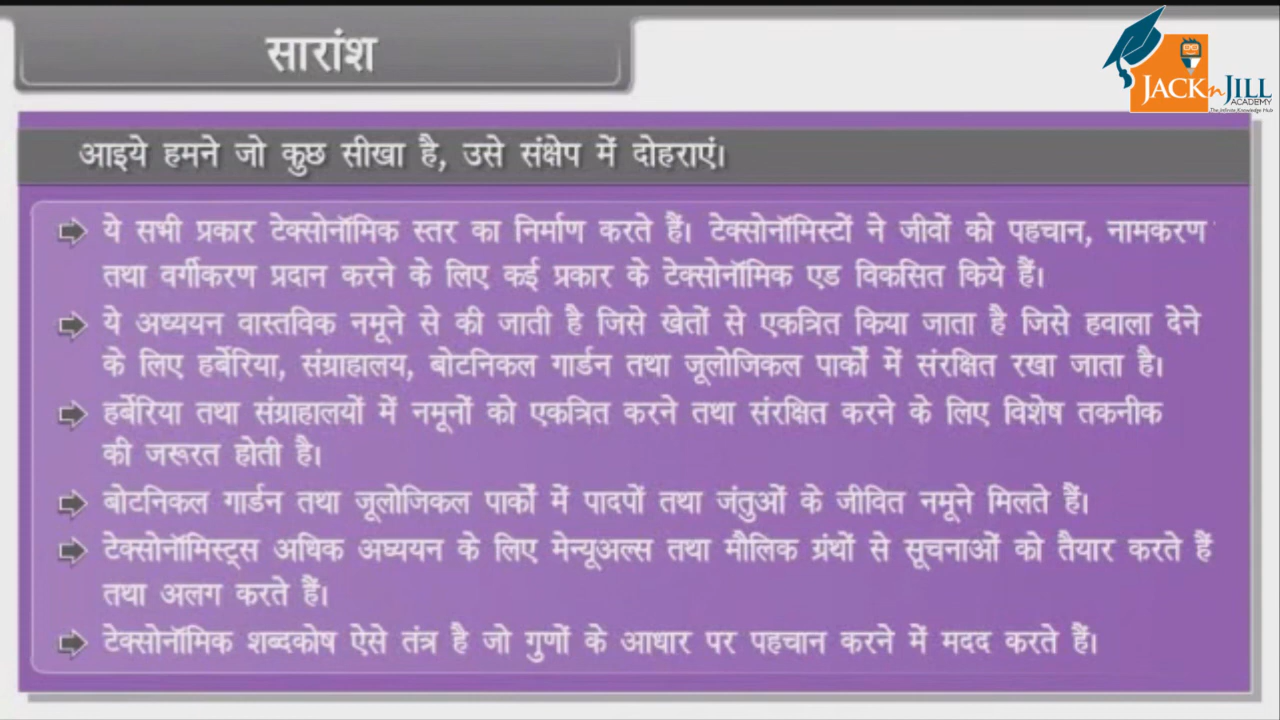 सारांश
JACK n JILL
ACADEMY
The Infinite Knowledge Hub
आइये हमने जो कुछ सीखा है, उसे संक्षेप में दोहराएं।
ये सभी प्रकार टेक्सोनॉमिक स्तर का निर्माण करते हैं। टेक्सोनॉमिस्टों ने जीवों को पहचान, नामकरण
तथा वर्गीकरण प्रदान करने के लिए कई प्रकार के टेक्सोनॉमिक एड विकसित किये हैं।
ये अध्ययन वास्तविक नमूने से की जाती है जिसे खेतों से एकत्रित किया जाता है जिसे हवाला देने
के लिए हर्बेरिया, संग्राहालय, बोटनिकल गार्डन तथा जूलोजिकल पार्कों में संरक्षित रखा जाता है।
हर्बेरिया तथा संग्राहालयों में नमूनों को एकत्रित करने तथा संरक्षित करने के लिए विशेष तकनीक
की जरूरत होती है।
बोटनिकल गार्डन तथा जूलोजिकल पार्कों में पादपों तथा जंतुओं के जीवित नमूने मिलते हैं।
टेक्सोनॉमिस्ट्स अधिक अध्ययन के लिए मेन्यूअल्स तथा मौलिक ग्रंथों से सूचनाओं को तैयार करते हैं
तथा अलग करते हैं।
टेक्सोनॉमिक शब्दकोष ऐसे तंत्र है जो गुणों के आधार पर पहचान करने में मदद करते हैं।